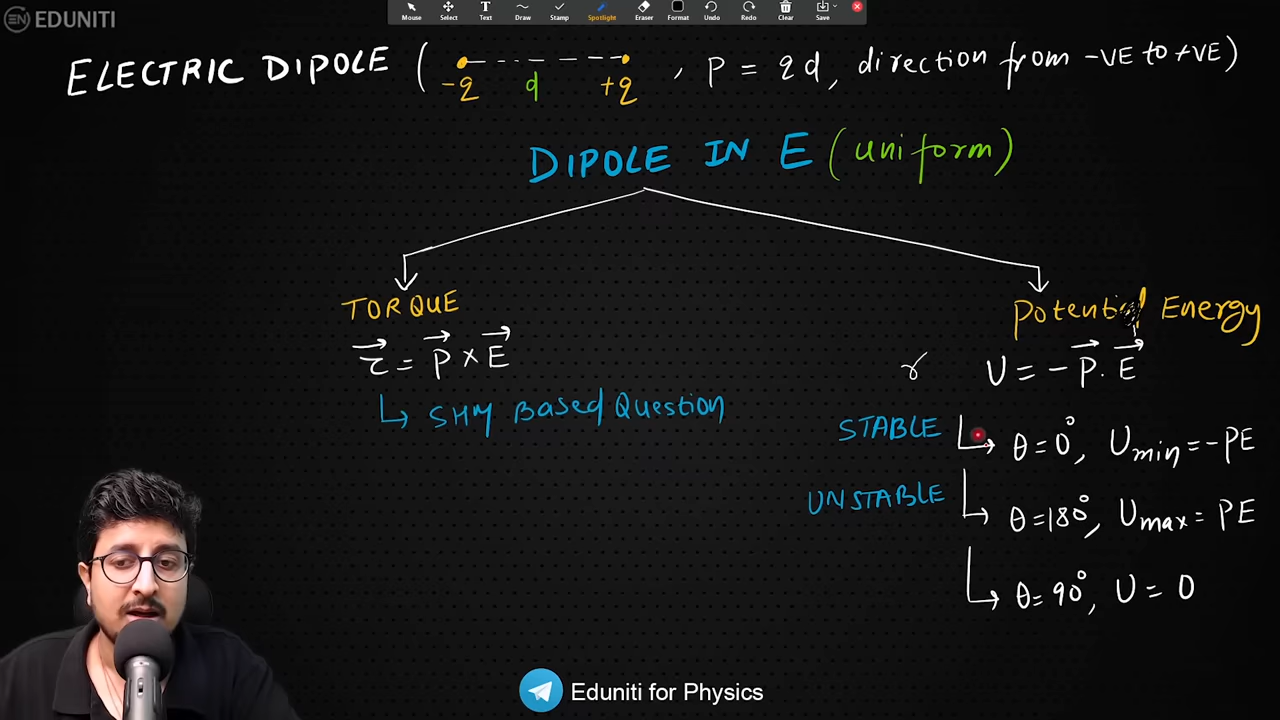 EDUNITI
Mouse Select Text Draw Stamp Spotlight Eraser Format Undo Redo Clear Save
ELECTRIC DIPOLE ( -q d +q , P = qd, direction from -VE to +VE)
DIPOLE IN E (uniform)
TORQUE
τ⃗ = P⃗ × E⃗
↳ SHM Based Question
Potential Energy
U = - P⃗ . E⃗
STABLE ↳ θ = 0°, Umin = - PE
UNSTABLE ↳ θ = 180°, Umax = PE
↳ θ = 90°, U = 0
Eduniti for Physics